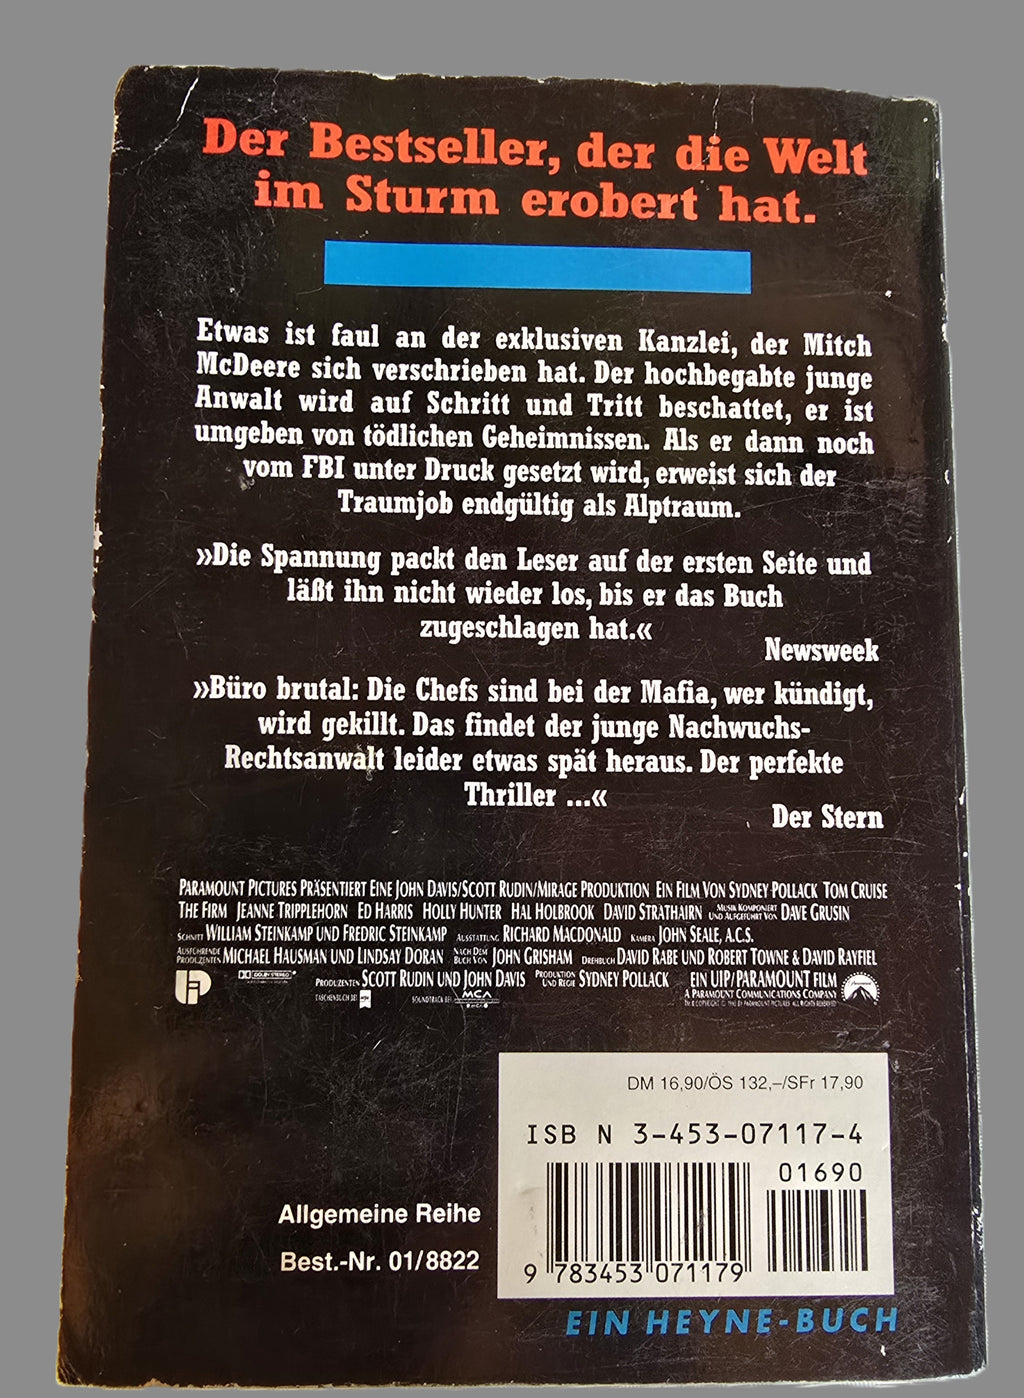 Der Bestseller, der die Welt
im Sturm erobert hat.
Etwas ist faul an der exklusiven Kanzlei, der Mitch
McDeere sich verschrieben hat. Der hochbegabte junge
Anwalt wird auf Schritt und Tritt beschattet, er ist
umgeben von tödlichen Geheimnissen. Als er dann noch
vom FBI unter Druck gesetzt wird, erweist sich der
Traumjob endgültig als Alptraum.
»Die Spannung packt den Leser auf der ersten Seite und
läßt ihn nicht wieder los, bis er das Buch
zugeschlagen hat.«
Newsweek
»Büro brutal: Die Chefs sind bei der Mafia, wer kündigt,
wird gekillt. Das findet der junge Nachwuchs-
Rechtsanwalt leider etwas spät heraus. Der perfekte
Thriller ...«
Der Stern
PARAMOUNT PICTURES PRÄSENTIERT EINE JOHN DAVIS/SCOTT RUDIN/MIRAGE PRODUKTION EIN FILM VON SYDNEY POLLACK TOM CRUISE
THE FIRM JEANNE TRIPPLEHORN ED HARRIS HOLLY HUNTER HAL HOLBROOK DAVID STRATHAIRN MUSIK KOMPONIERT UND AUFGEFÜHRT VON DAVE GRUSIN
SCHNITT WILLIAM STEINKAMP UND FREDRIC STEINKAMP AUSSTATTUNG RICHARD MACDONALD KAMERA JOHN SEALE, A.C.S.
AUSFÜHRENDE PRODUZENTEN MICHAEL HAUSMAN UND LINDSAY DORAN NACH DEM BUCH VON JOHN GRISHAM DREHBUCH DAVID RABE UND ROBERT TOWNE & DAVID RAYFIEL
DOLBY STEREO PRODUZENTEN SCOTT RUDIN UND JOHN DAVIS PRODUKTION UND REGIE SYDNEY POLLACK EIN UIP/PARAMOUNT FILM
TASCHENBUCH BEI SOUNDTRACK BEI MCA A PARAMOUNT COMMUNICATIONS COMPANY
DM 16,90/ÖS 132,–/SFr 17,90
ISBN 3-453-07117-4
01690
9 783453 071179
Allgemeine Reihe
Best.-Nr. 01/8822
EIN HEYNE-BUCH